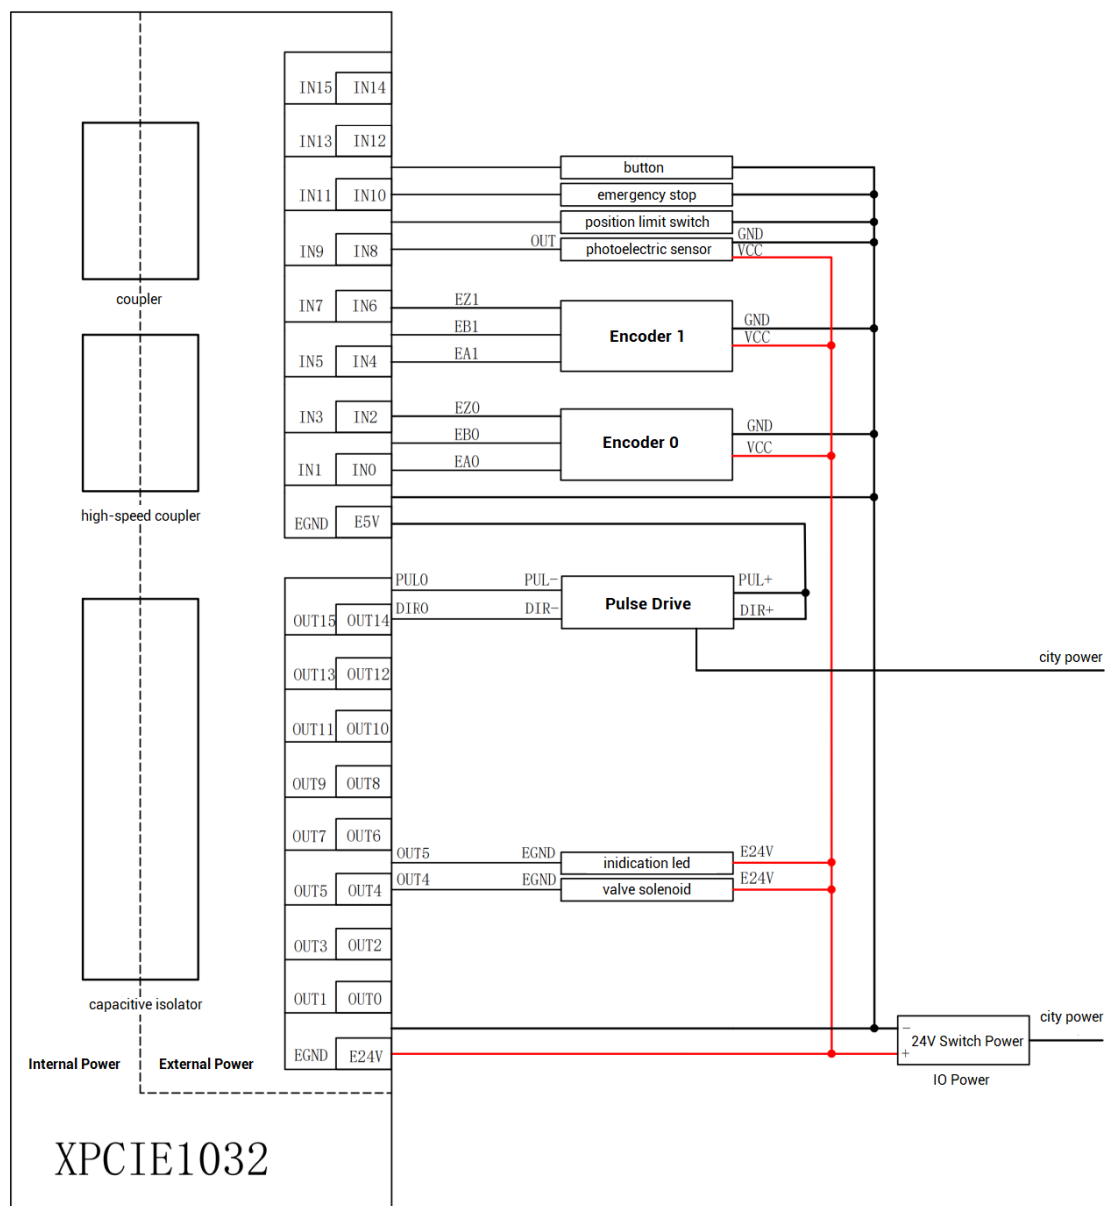 IN15 IN14
IN13 IN12
button
IN11 IN10
emergency stop
position limit switch
OUT
photoelectric sensor
GND
VCC
IN9 IN8
coupler
IN7 IN6
EZ1
EB1
EA1
Encoder 1
GND
VCC
IN5 IN4
IN3 IN2
EZ0
EB0
EA0
Encoder 0
GND
VCC
IN1 IN0
high-speed coupler
EGND E5V
PUL0
PUL-
PUL+
DIR0
DIR-
DIR+
Pulse Drive
OUT15 OUT14
city power
OUT13 OUT12
OUT11 OUT10
OUT9 OUT8
OUT7 OUT6
OUT5
EGND
inidication led
E24V
OUT4
EGND
valve solenoid
E24V
OUT5 OUT4
OUT3 OUT2
OUT1 OUT0
capacitive isolator
city power
-
24V Switch Power
+
IO Power
EGND E24V
Internal Power
External Power
XPCIE1032